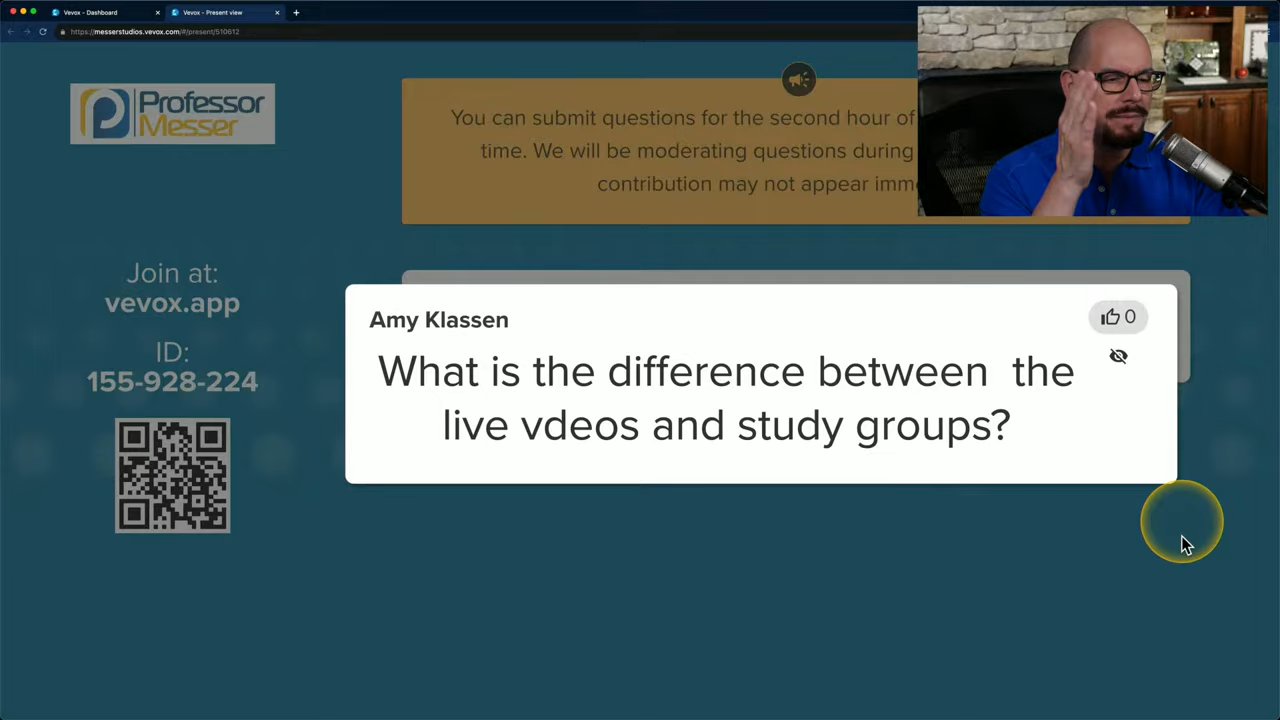 Vevox - Dashboard
Vevox - Present view
https://messerstudios.vevox.com/#/present/510612
Professor
Messer
You can submit questions for the second hour of
time. We will be moderating questions during
contribution may not appear imme
Join at:
vevox.app
ID:
155-928-224
Amy Klassen
0
What is the difference between  the
live vdeos and study groups?